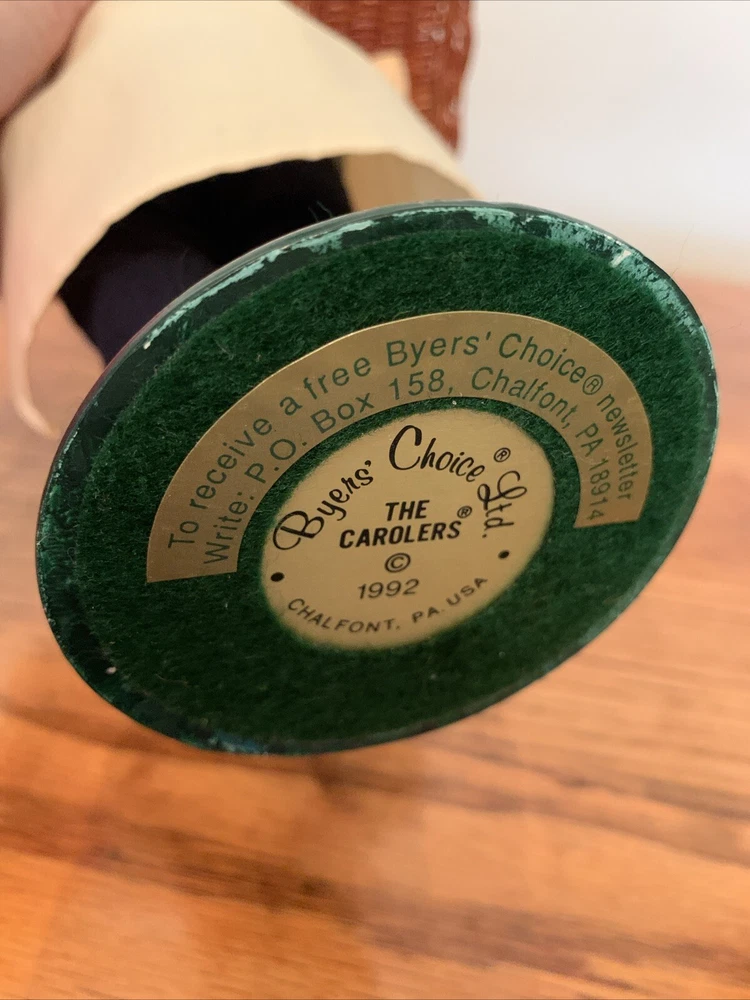 To receive a free Byers' Choice® newsletter
Write: P.O. Box 158, Chalfont, PA 18914
Byers' Choice® Ltd.
THE
CAROLERS®
©
1992
• CHALFONT, PA. USA •